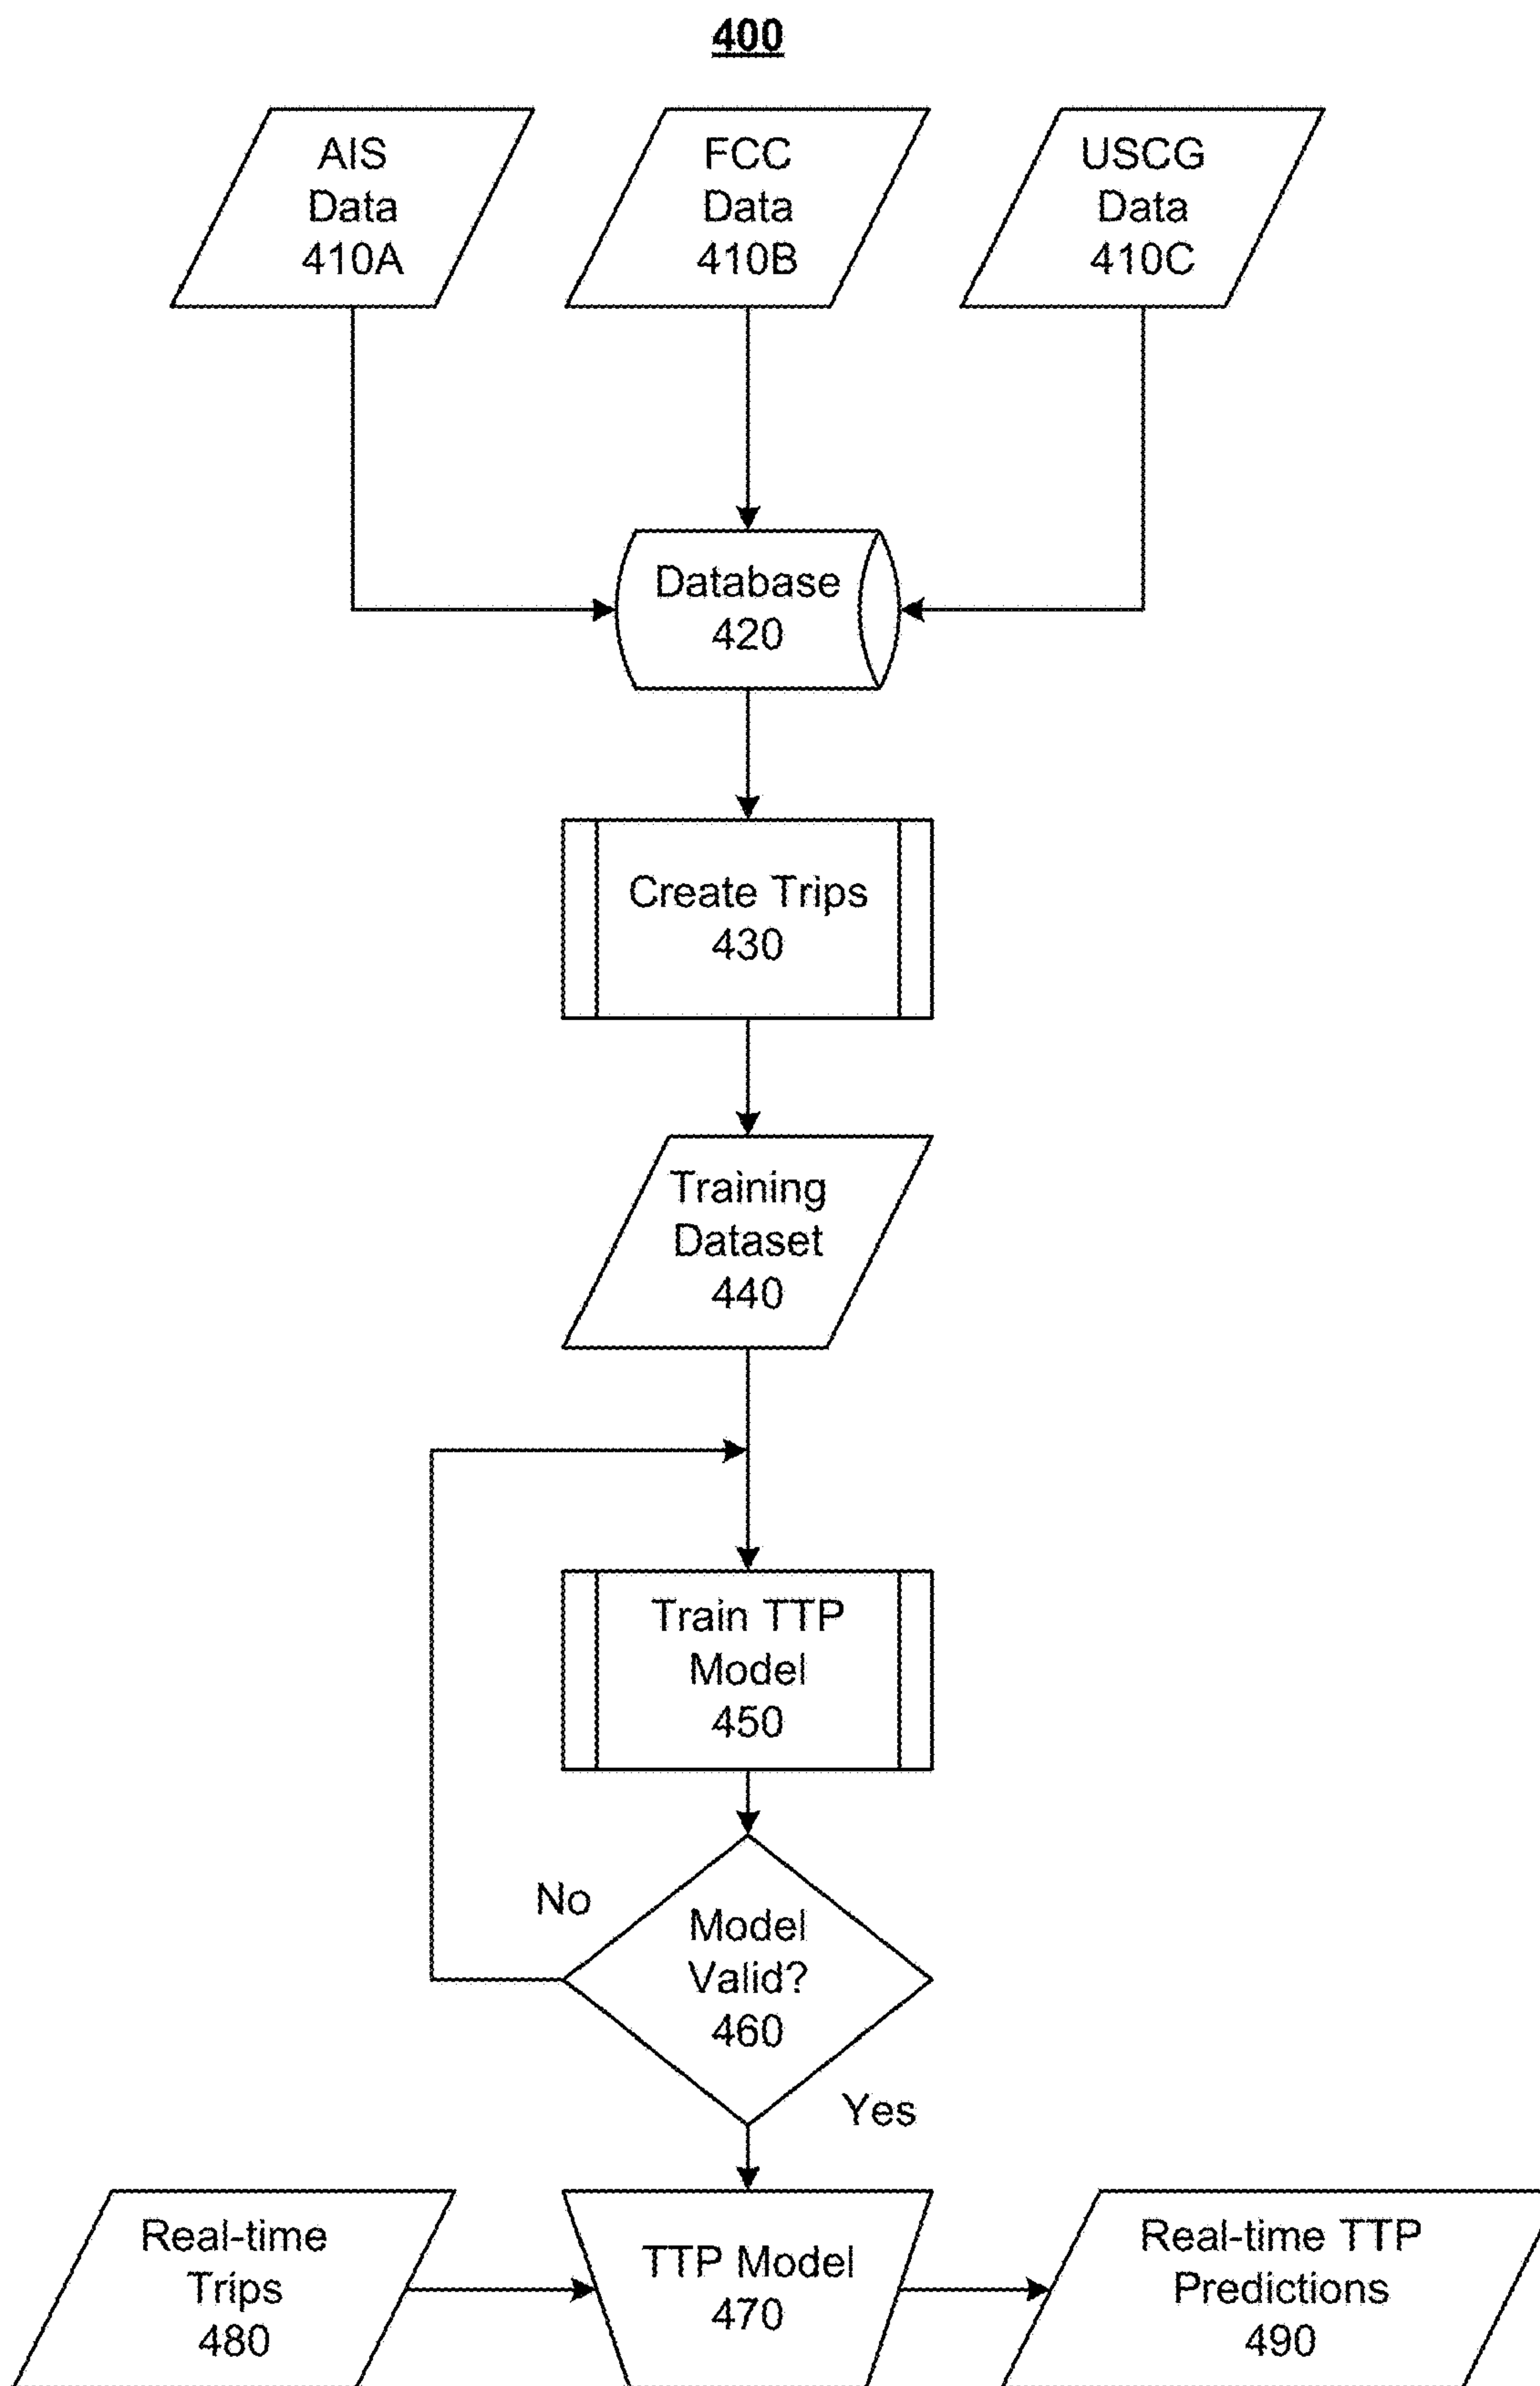 400
AIS
Data
410A
FCC
Data
410B
USCG
Data
410C
Database
420
Create Trips
430
Training
Dataset
440
Train TTP
Model
450
No
Model
Valid?
460
Yes
Real-time
Trips
480
TTP Model
470
Real-time TTP
Predictions
490